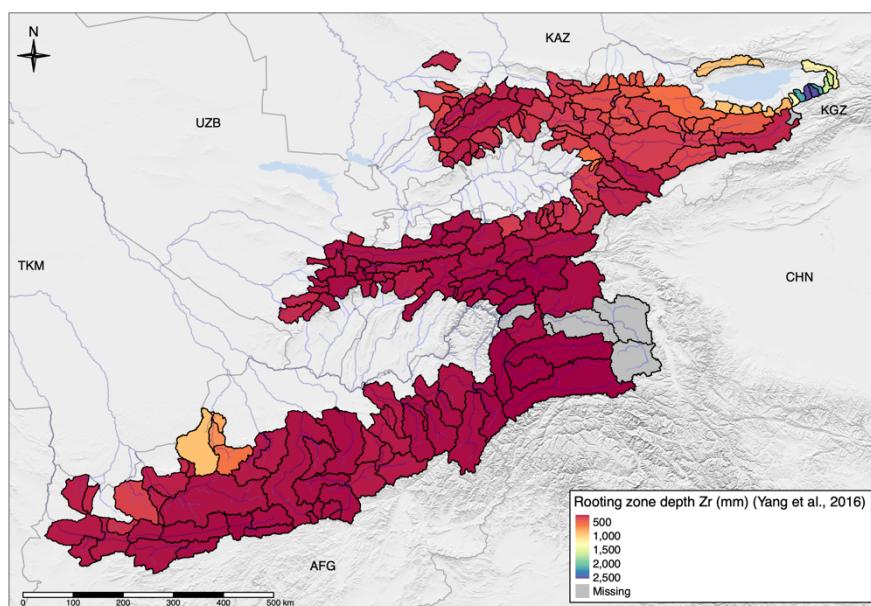 N
KAZ
UZB
KGZ
TKM
CHN
AFG
Rooting zone depth Zr (mm) (Yang et al., 2016)
500
1,000
1,500
2,000
2,500
Missing
0 100 200 300 400 500 km